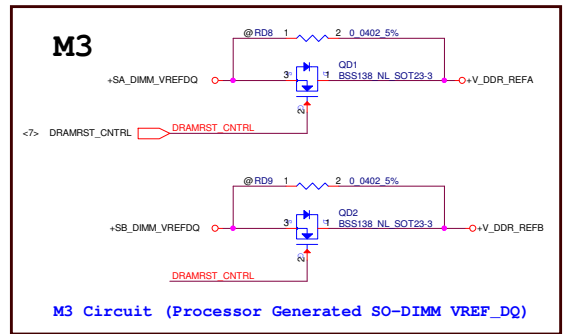 M3
@ RD8 1 2 0_0402_5%
QD1
+SA_DIMM_VREFDQ 3 1 BSS138_NL_SOT23-3 +V_DDR_REFA
2
<7> DRAMRST_CNTRL DRAMRST_CNTRL
@ RD9 1 2 0_0402_5%
QD2
+SB_DIMM_VREFDQ 3 1 BSS138_NL_SOT23-3 +V_DDR_REFB
2
DRAMRST_CNTRL
M3 Circuit (Processor Generated SO-DIMM VREF_DQ)